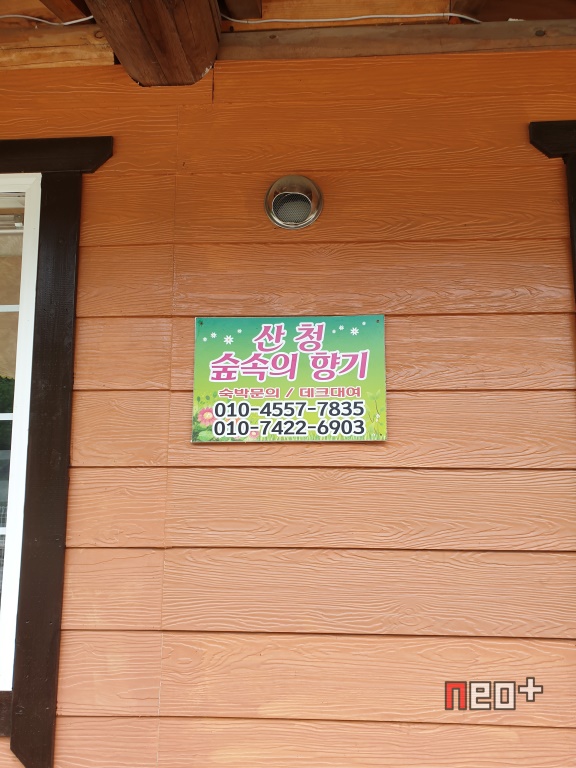 산청
숲속의 향기
숙박문의 / 데크대여
010-4557-7835
010-7422-6903
neo+